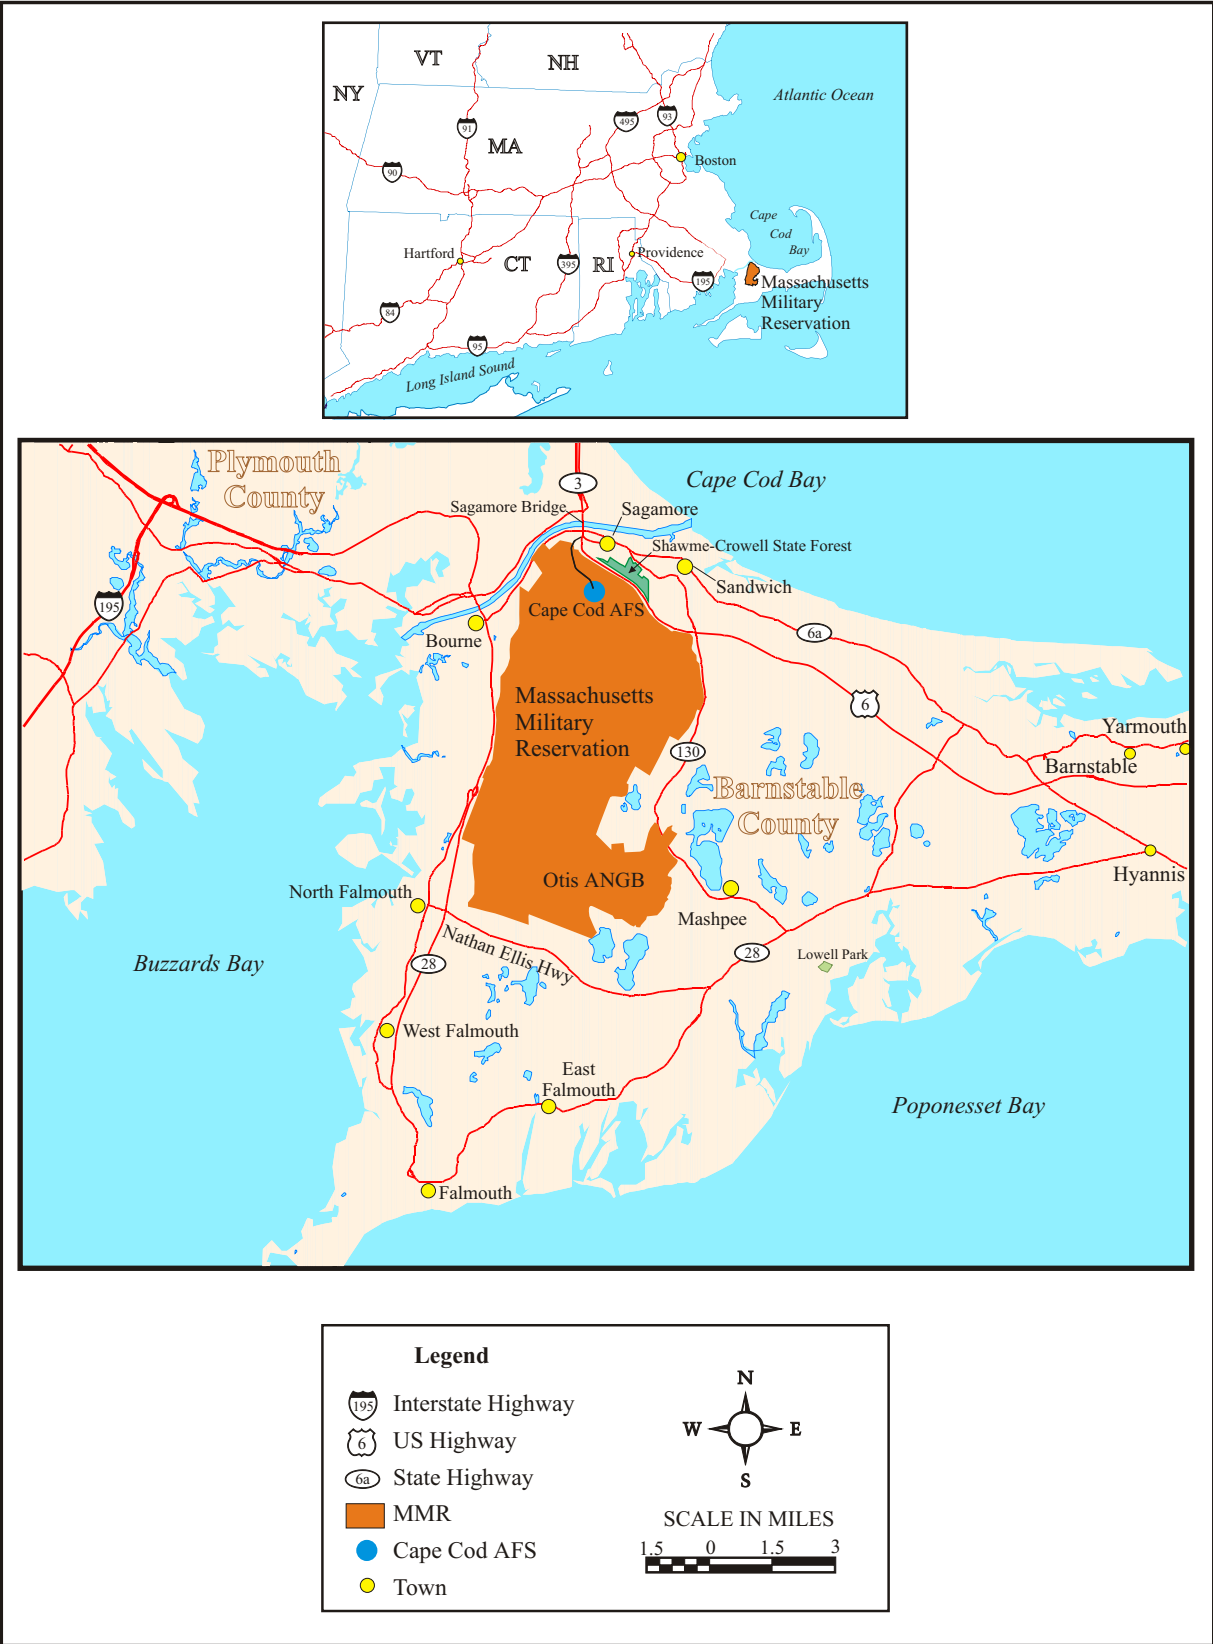 VT
NH
NY
Atlantic Ocean
91
495
93
MA
Boston
90
Cape
Cod
Bay
Hartford
CT
395
RI
Providence
195
Massachusetts
Military
Reservation
84
95
Long Island Sound
Plymouth
County
3
Cape Cod Bay
Sagamore Bridge
Sagamore
Shawme-Crowell State Forest
Sandwich
195
Cape Cod AFS
Bourne
6a
Massachusetts
Military
Reservation
6
Yarmouth
130
Barnstable
Barnstable
County
Otis ANGB
Hyannis
North Falmouth
Mashpee
Nathan Ellis Hwy
28
28
Lowell Park
Buzzards Bay
West Falmouth
East
Falmouth
Poponesset Bay
Falmouth
Legend
195 Interstate Highway
6 US Highway
6a State Highway
MMR
Cape Cod AFS
Town
N
W E
S
SCALE IN MILES
1.5 0 1.5 3